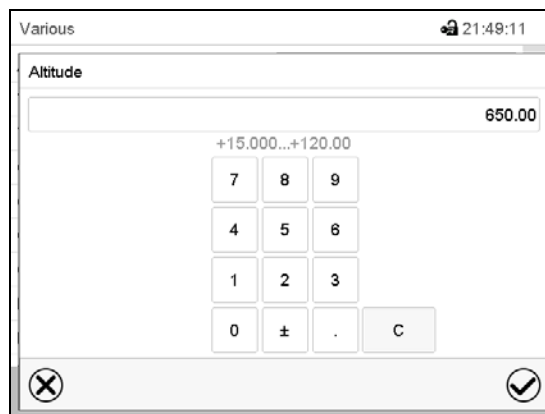 Various 21:49:11
Altitude
650.00
+15.000...+120.00
7 8 9
4 5 6
1 2 3
0 ± . C